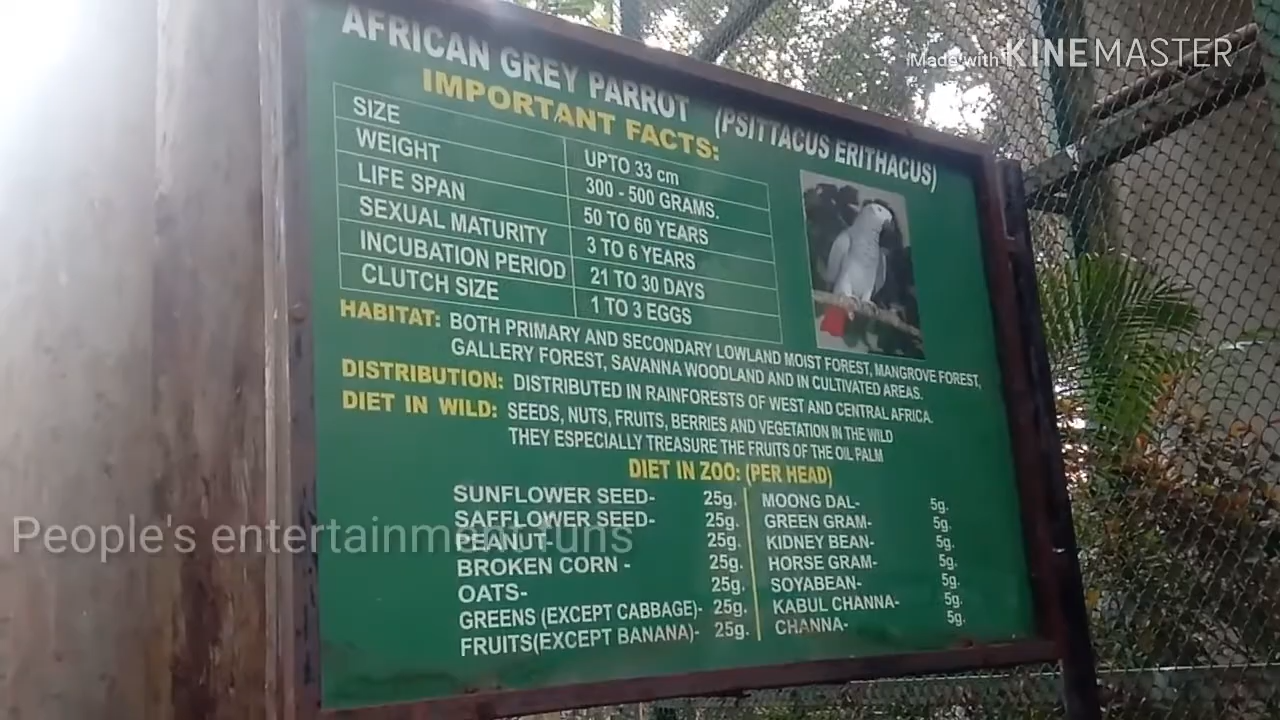 Made with KINEMASTER
AFRICAN GREY PARROT (PSITTACUS ERITHACUS)
IMPORTANT FACTS:
SIZE UPTO 33 cm
WEIGHT 300 - 500 GRAMS.
LIFE SPAN 50 TO 60 YEARS
SEXUAL MATURITY 3 TO 6 YEARS
INCUBATION PERIOD 21 TO 30 DAYS
CLUTCH SIZE 1 TO 3 EGGS
HABITAT: BOTH PRIMARY AND SECONDARY LOWLAND MOIST FOREST, MANGROVE FOREST,
GALLERY FOREST, SAVANNA WOODLAND AND IN CULTIVATED AREAS.
DISTRIBUTION: DISTRIBUTED IN RAINFORESTS OF WEST AND CENTRAL AFRICA.
DIET IN WILD: SEEDS, NUTS, FRUITS, BERRIES AND VEGETATION IN THE WILD
THEY ESPECIALLY TREASURE THE FRUITS OF THE OIL PALM
DIET IN ZOO: (PER HEAD)
SUNFLOWER SEED- 25g.
SAFFLOWER SEED- 25g.
PEANUT- 25g.
BROKEN CORN - 25g.
OATS- 25g.
GREENS (EXCEPT CABBAGE)- 25g.
FRUITS(EXCEPT BANANA)- 25g.
MOONG DAL- 5g.
GREEN GRAM- 5g.
KIDNEY BEAN- 5g.
HORSE GRAM- 5g.
SOYABEAN- 5g.
KABUL CHANNA- 5g.
CHANNA- 5g.
People's entertainment funs